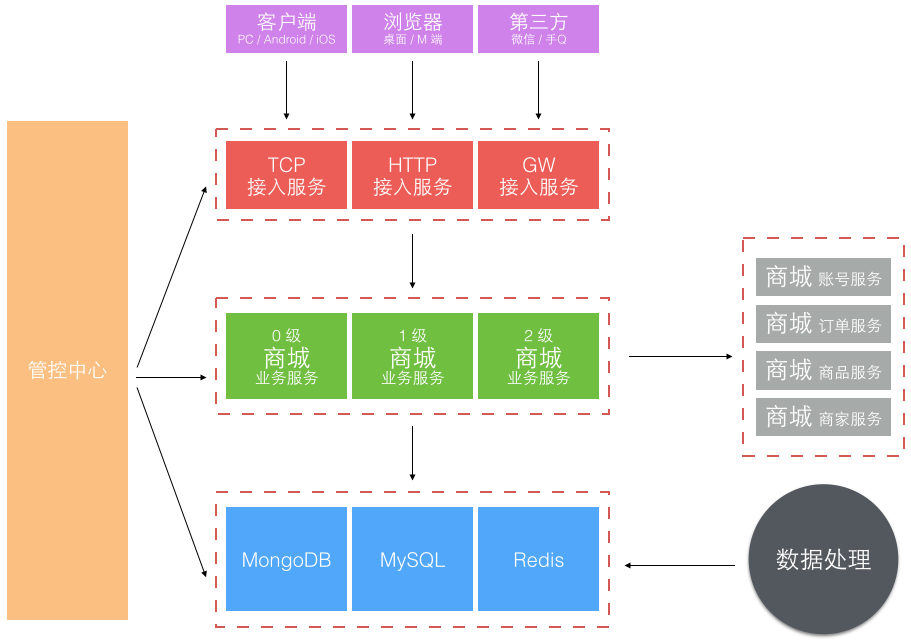 客户端
PC / Android / iOS
浏览器
桌面 / M 端
第三方
微信 / 手Q
TCP
接入服务
HTTP
接入服务
GW
接入服务
管控中心
0 级
商城
业务服务
1 级
商城
业务服务
2 级
商城
业务服务
商城 账号服务
商城 订单服务
商城 商品服务
商城 商家服务
MongoDB
MySQL
Redis
数据处理